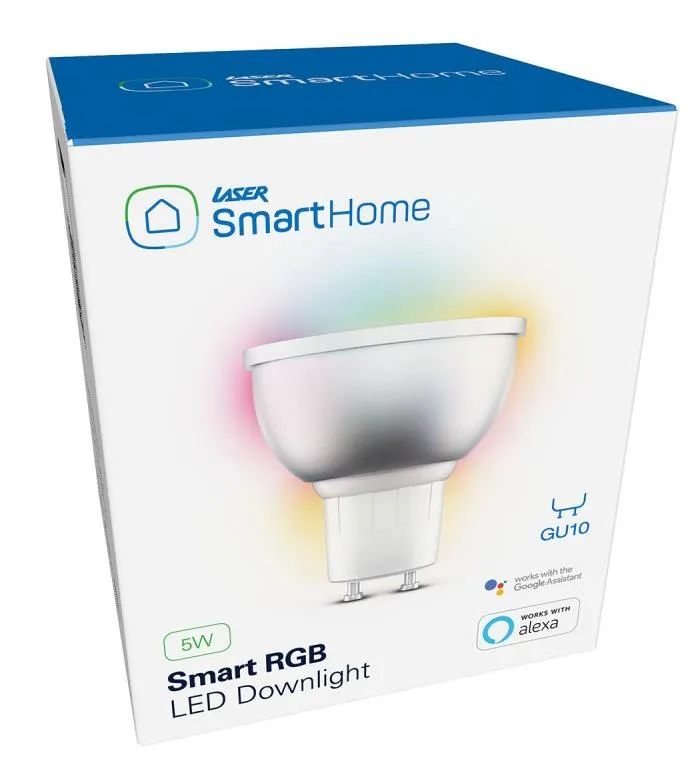 LASER
SmartHome
LASER
SmartHome
GU10
works with the
Google Assistant
WORKS WITH
alexa
5W
Smart RGB
LED Downlight